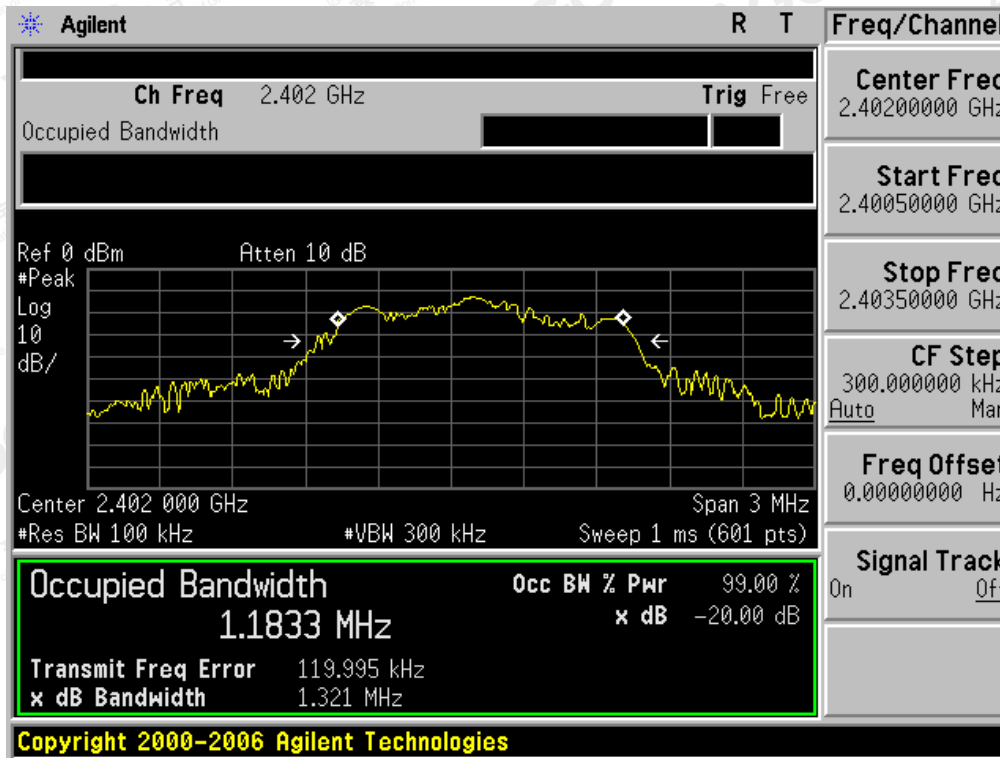 Agilent R T Freq/Channel
Ch Freq 2.402 GHz Trig Free
Occupied Bandwidth
Center Freq
2.40200000 GHz
Start Freq
2.40050000 GHz
Stop Freq
2.40350000 GHz
CF Step
300.000000 kHz
Auto Man
Freq Offset
0.00000000 Hz
Signal Track
On Off
Ref 0 dBm Atten 10 dB
#Peak
Log
10
dB/
Center 2.402 000 GHz Span 3 MHz
#Res BW 100 kHz #VBW 300 kHz Sweep 1 ms (601 pts)
Occupied Bandwidth
1.1833 MHz
Occ BW % Pwr 99.00 %
x dB -20.00 dB
Transmit Freq Error 119.995 kHz
x dB Bandwidth 1.321 MHz
Copyright 2000-2006 Agilent Technologies